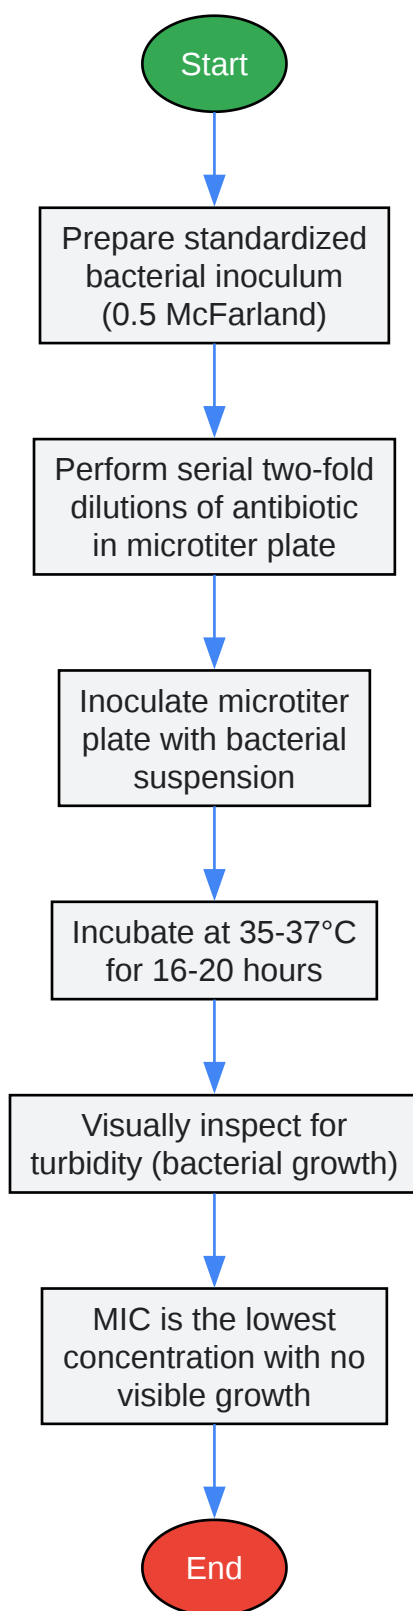 Start
Prepare standardized
bacterial inoculum
(0.5 McFarland)
Perform serial two-fold
dilutions of antibiotic
in microtiter plate
Inoculate microtiter
plate with bacterial
suspension
Incubate at 35-37°C
for 16-20 hours
Visually inspect for
turbidity (bacterial growth)
MIC is the lowest
concentration with no
visible growth
End